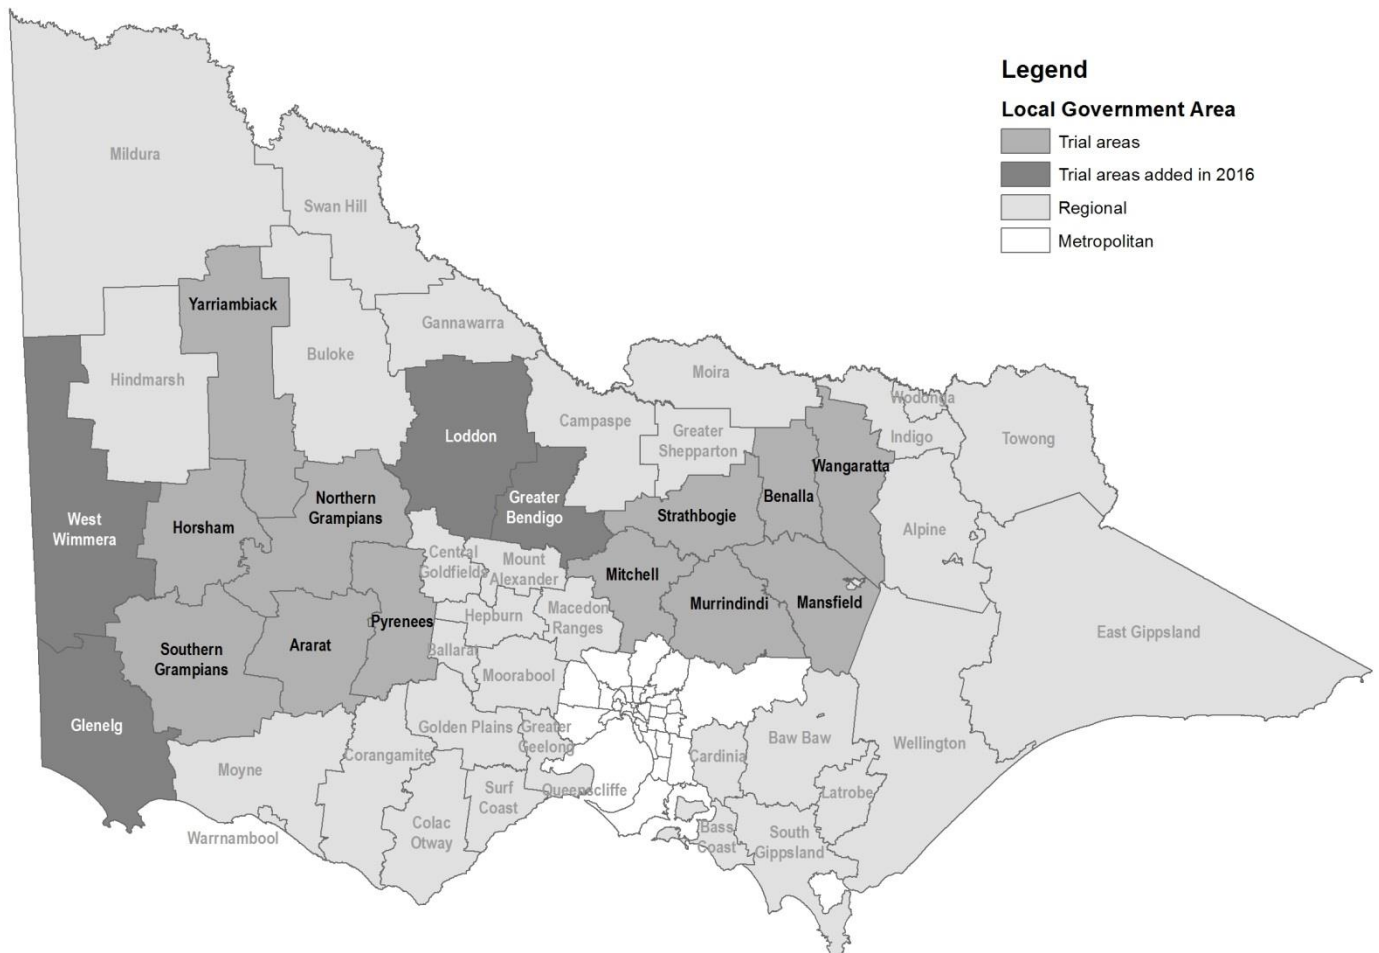 Legend
Local Government Area
Trial areas
Trial areas added in 2016
Regional
Metropolitan
Mildura
Swan Hill
Yarriambiack
Gannawarra
Buloke
Hindmarsh
Moira
Wodonga
Campaspe
Greater
Shepparton
Loddon
Indigo
Towong
Wangaratta
Benalla
Northern
Grampians
Greater
Bendigo
Strathbogie
West
Wimmera
Horsham
Alpine
Central
Goldfields
Mount
Alexander
Mitchell
Murrindindi
Mansfield
Hepburn
Macedon
Ranges
Pyrenees
East Gippsland
Southern
Grampians
Ararat
Ballarat
Moorabool
Glenelg
Golden Plains
Greater
Geelong
Corangamite
Moyne
Cardinia
Baw Baw
Wellington
Surf
Coast
Queenscliffe
Latrobe
Colac
Otway
Warrnambool
Bass
Coast
South
Gippsland